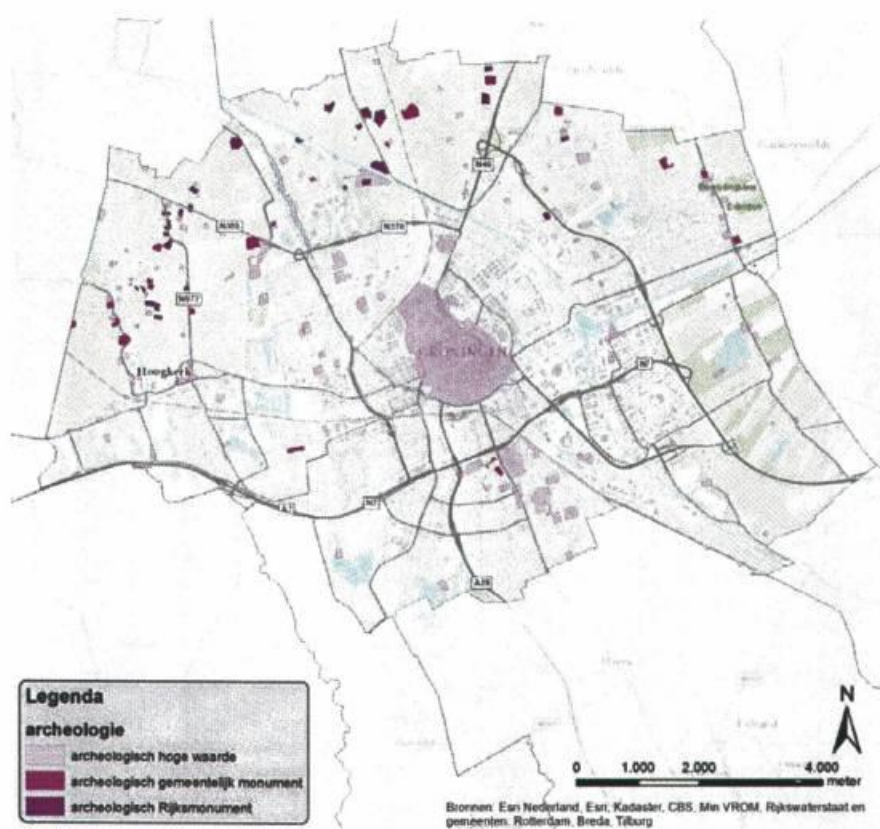 N46
N370
N355
N977
GRONINGEN
Hoogkerk
N7
N7
A7
A28
Legenda
archeologie
archeologisch hoge waarde
archeologisch gemeentelijk monument
archeologisch Rijksmonument
N
0 1.000 2.000 4.000
meter
Bronnen: Esri Nederland, Esri, Kadaster, CBS, Min VROM, Rijkswaterstaat en
gemeenten: Rotterdam, Breda, Tilburg